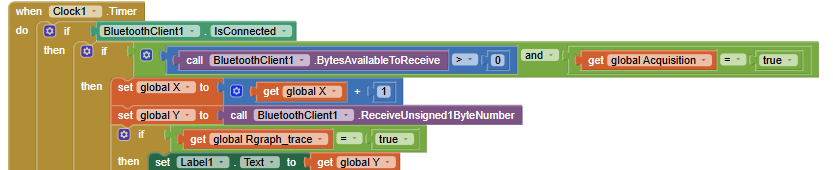 when Clock1 .Timer
do if BluetoothClient1 . IsConnected
then if call BluetoothClient1 .BytesAvailableToReceive > 0 and get global Acquisition = true
then set global X to get global X + 1
set global Y to call BluetoothClient1 .ReceiveUnsigned1ByteNumber
if get global Rgraph_trace = true
then set Label1 . Text to get global Y